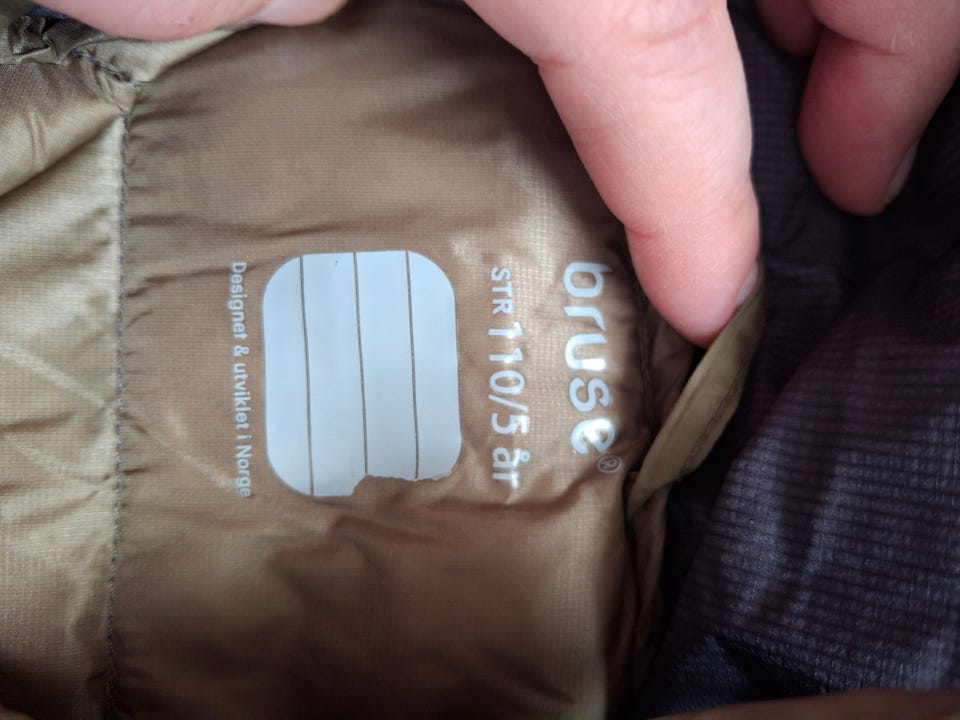 bruse®
STR 110/5 år
Designet & utviklet i Norge